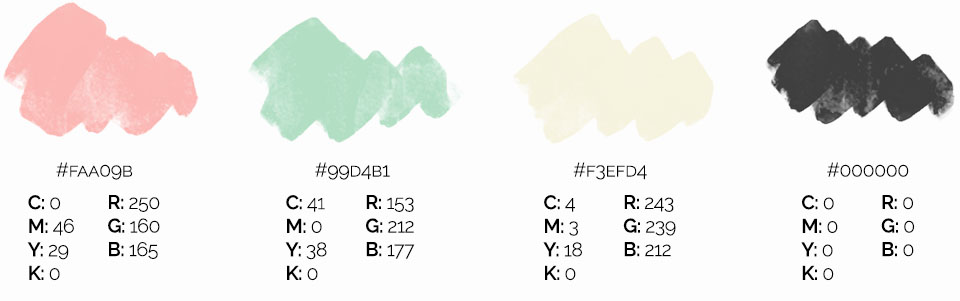 #FAA09B
C: 0 R: 250
M: 46 G: 160
Y: 29 B: 165
K: 0
#99D4B1
C: 41 R: 153
M: 0 G: 212
Y: 38 B: 177
K: 0
#F3EFD4
C: 4 R: 243
M: 3 G: 239
Y: 18 B: 212
K: 0
#000000
C: 0 R: 0
M: 0 G: 0
Y: 0 B: 0
K: 0